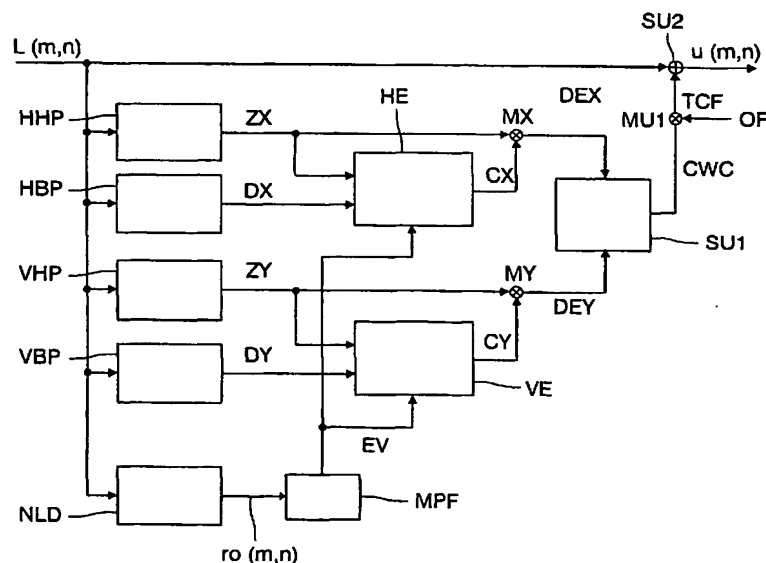 SU2
L (m,n)
u (m,n)
DEX
TCF
HE
HHP
ZX
MX
MU1
OF
CWC
HBP
DX
CX
SU1
VHP
ZY
MY
DEY
VBP
DY
CY
VE
EV
NLD
MPF
ro (m,n)